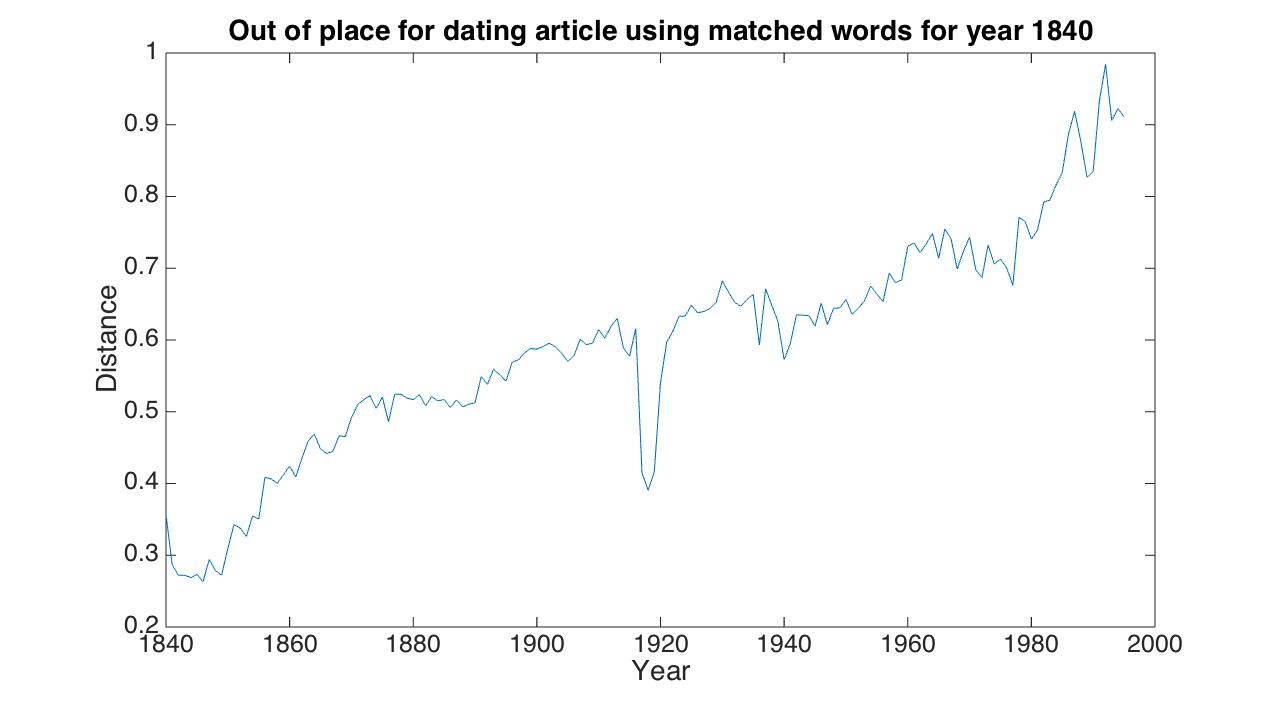 Out of place for dating article using matched words for year 1840
1
0.9
0.8
0.7
0.6
0.5
0.4
0.3
0.2
Distance
1840 1860 1880 1900 1920 1940 1960 1980 2000
Year